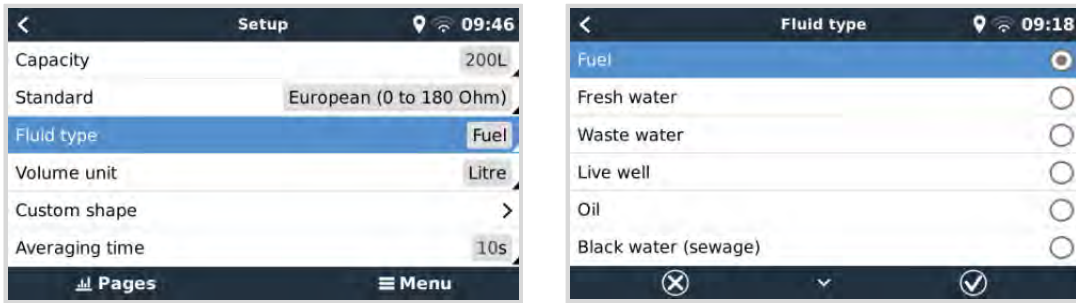 Setup 09:46
Capacity 200L
Standard European (0 to 180 Ohm)
Fluid type Fuel
Volume unit Litre
Custom shape
Averaging time 10s
Pages Menu
Fluid type 09:18
Fuel
Fresh water
Waste water
Live well
Oil
Black water (sewage)